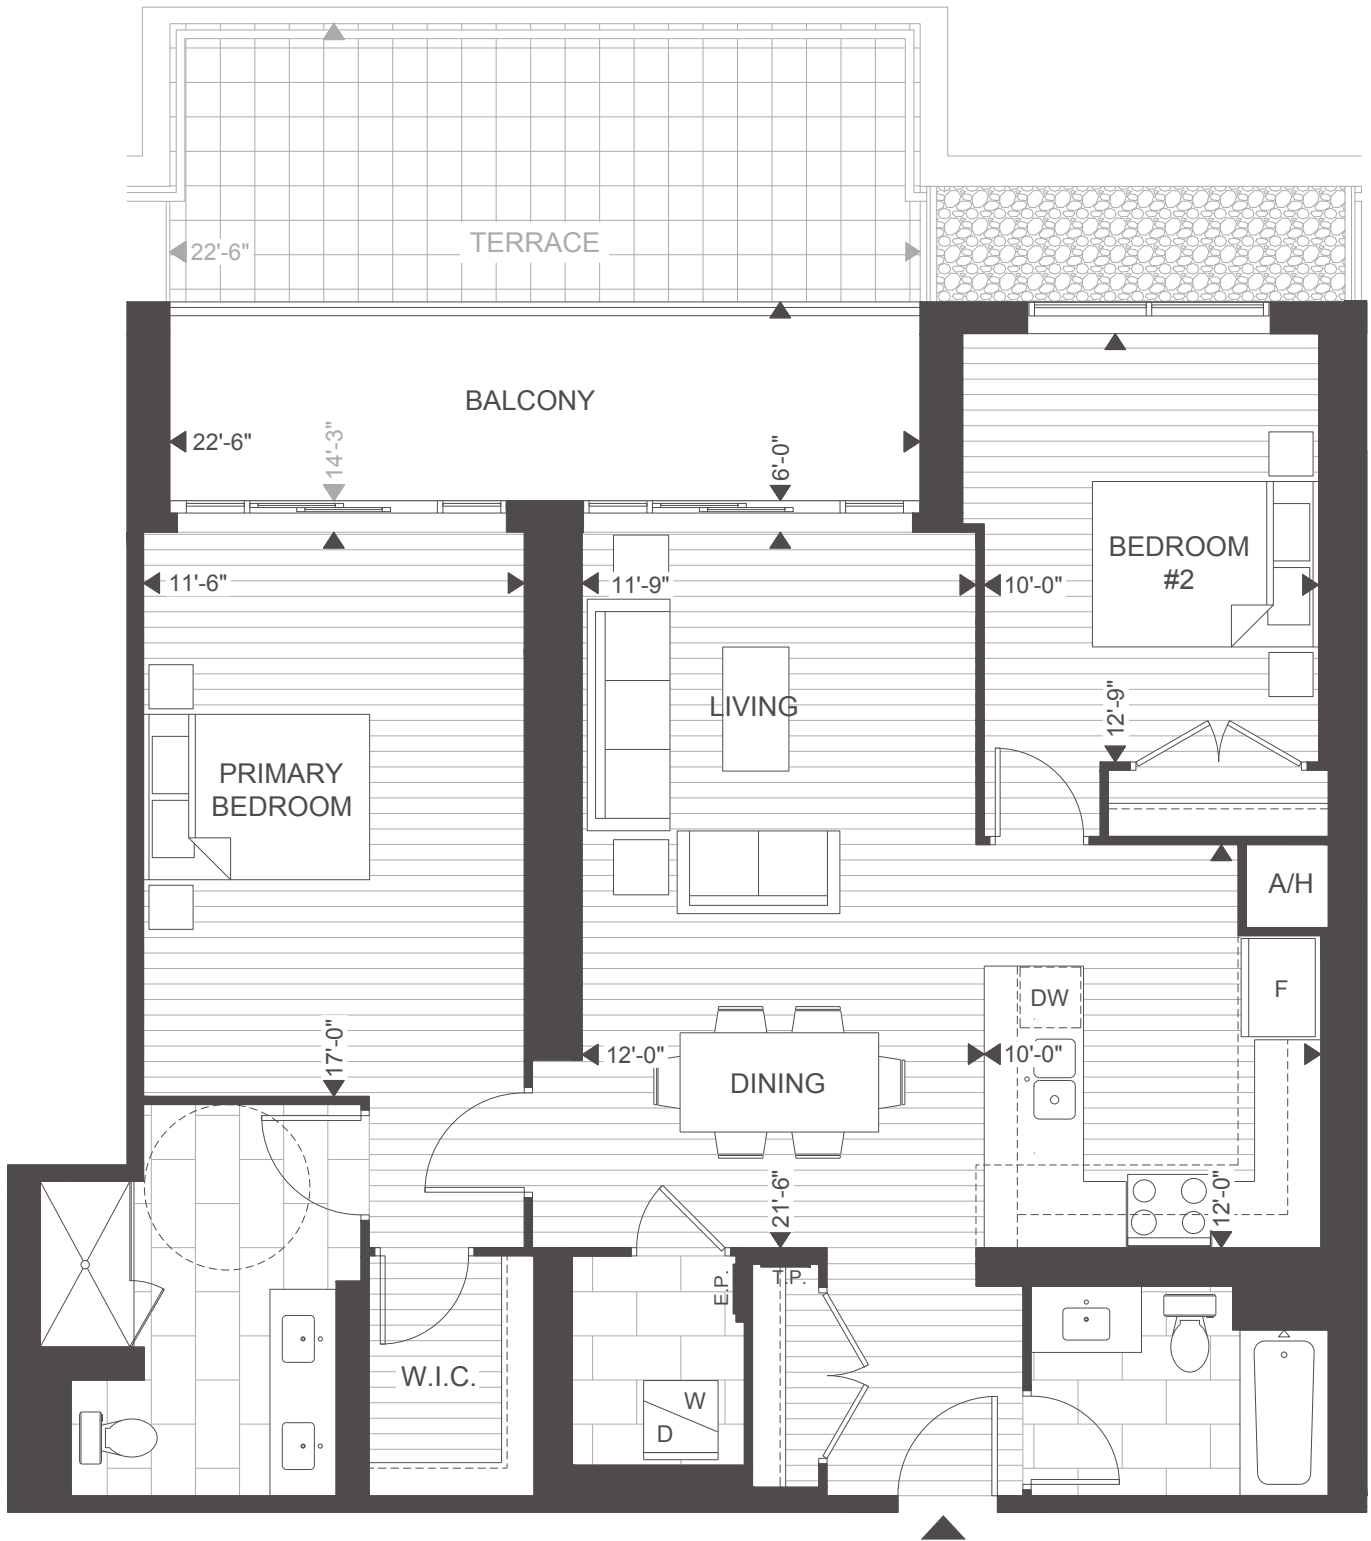 TERRACE
22'-6"
BALCONY
22'-6"
14'-3"
6'-0"
BEDROOM
#2
11'-6"
11'-9"
10'-0"
12'-9"
LIVING
PRIMARY
BEDROOM
A/H
F
DW
17'-0"
12'-0"
10'-0"
DINING
21'-6"
12'-0"
E.P.
T.P.
W.I.C.
W
D